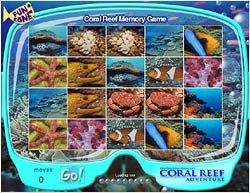 FUN
ZONE
Coral Reef Memory Game
moves
0
Go!
CORAL REEF
ADVENTURE